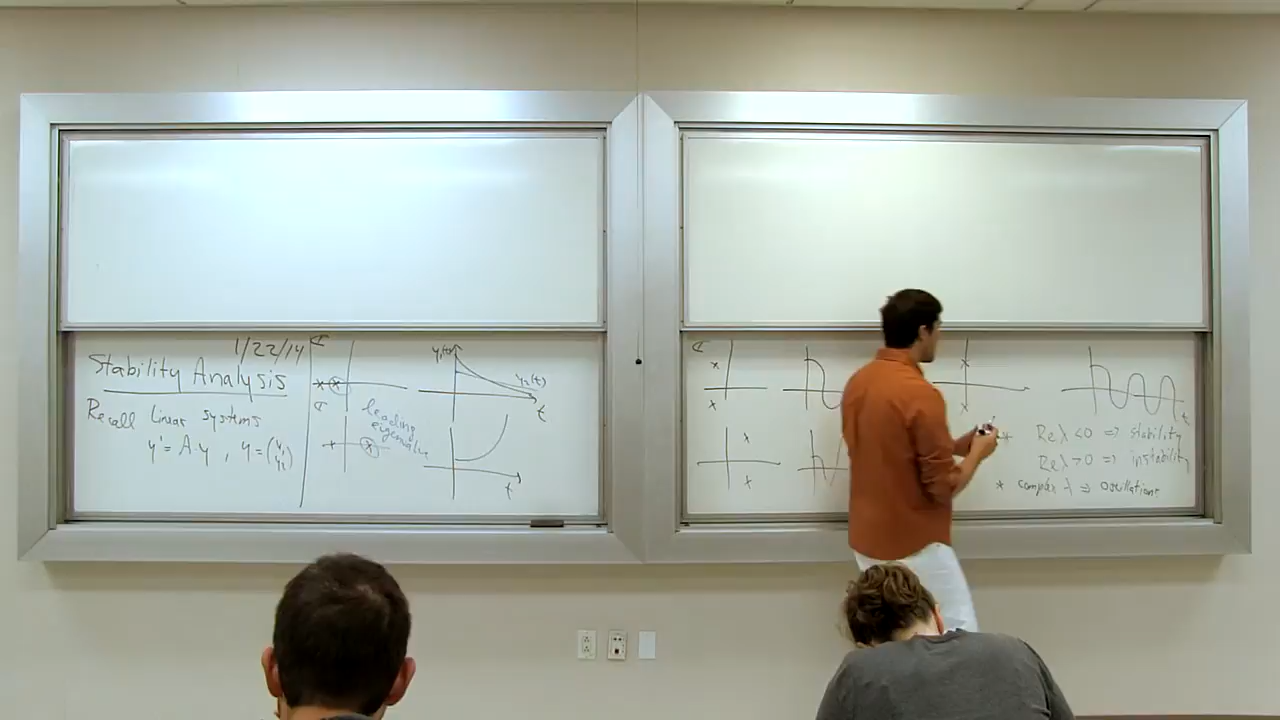 1/22/14
Stability Analysis
Recall Linear systems
y' = A·y , y = (y₁ y₂)
ℂ
ℂ
leading
eigenvalue
y₁(t)
y₂(t)
t
t
ℂ
t
* Re λ < 0 => stability
Re λ > 0 => instability
* complex λ => oscillations